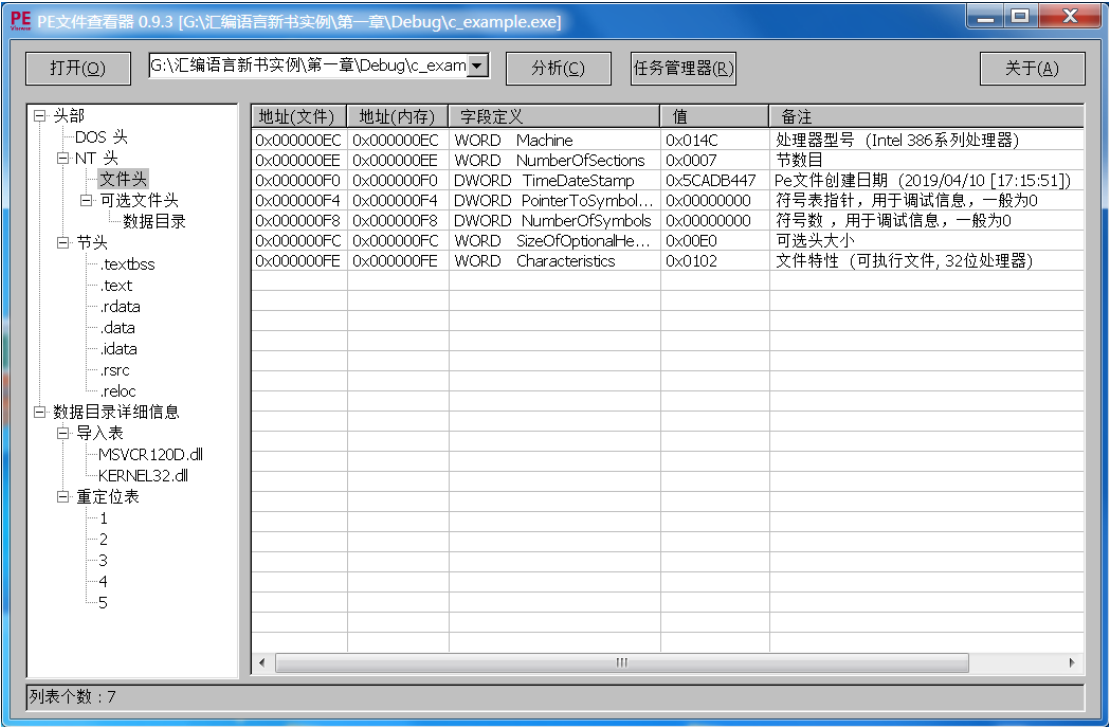 PE Viewer PE文件查看器 0.9.3 [G:\汇编语言新书实例\第一章\Debug\c_example.exe]
打开(O) G:\汇编语言新书实例\第一章\Debug\c_exam 分析(C) 任务管理器(R) 关于(A)
头部
DOS 头
NT 头
文件头
可选文件头
数据目录
节头
.textbss
.text
.rdata
.data
.idata
.rsrc
.reloc
数据目录详细信息
导入表
MSVCR120D.dll
KERNEL32.dll
重定位表
1
2
3
4
5
地址(文件) 地址(内存) 字段定义 值 备注
0x000000EC 0x000000EC WORD Machine 0x014C 处理器型号 (Intel 386系列处理器)
0x000000EE 0x000000EE WORD NumberOfSections 0x0007 节数目
0x000000F0 0x000000F0 DWORD TimeDateStamp 0x5CADB447 Pe文件创建日期 (2019/04/10 [17:15:51])
0x000000F4 0x000000F4 DWORD PointerToSymbol... 0x00000000 符号表指针，用于调试信息，一般为0
0x000000F8 0x000000F8 DWORD NumberOfSymbols 0x00000000 符号数 ，用于调试信息，一般为0
0x000000FC 0x000000FC WORD SizeOfOptionalHe... 0x00E0 可选头大小
0x000000FE 0x000000FE WORD Characteristics 0x0102 文件特性 (可执行文件, 32位处理器)
列表个数：7